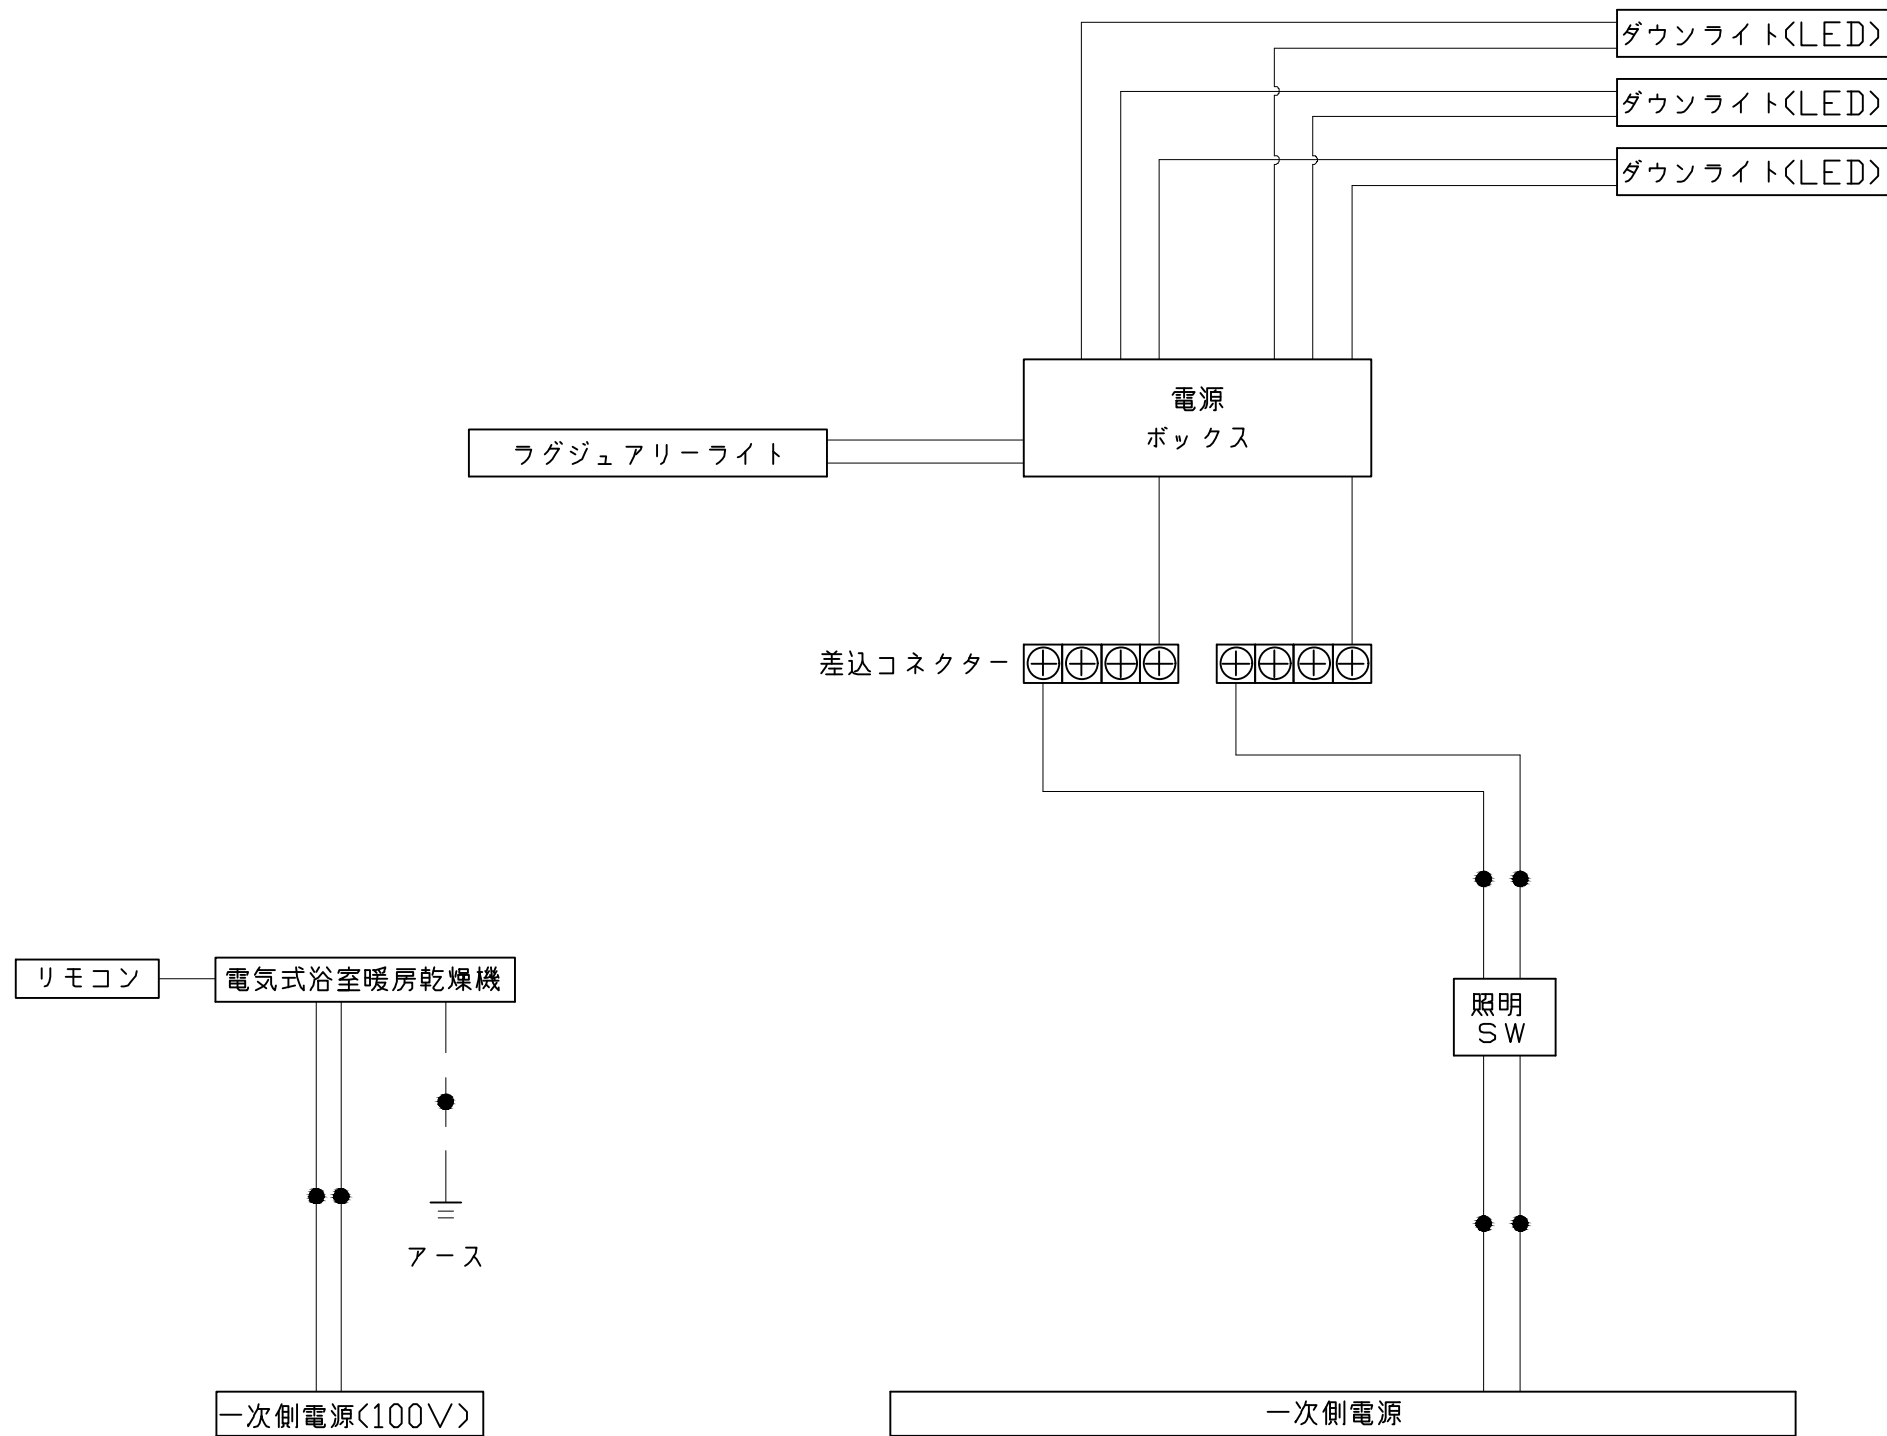 ダウンライト(LED)
ダウンライト(LED)
ダウンライト(LED)
電源
ボックス
ラグジュアリーライト
差込コネクター
リモコン
電気式浴室暖房乾燥機
照明
SW
アース
一次側電源(100V)
一次側電源